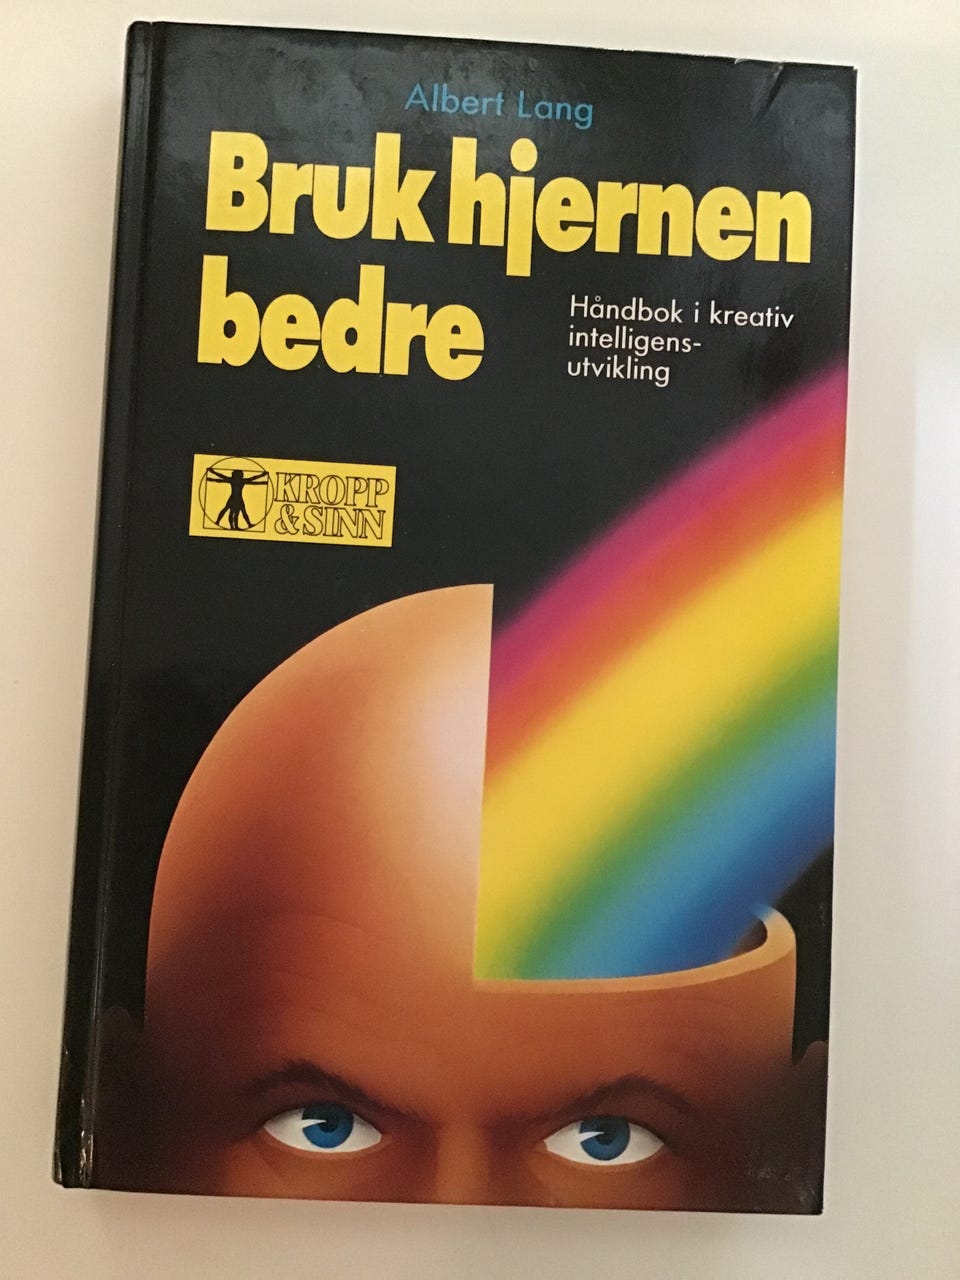 Albert Lang
Bruk hjernen
bedre
Håndbok i kreativ
intelligens-
utvikling
KROPP
& SINN